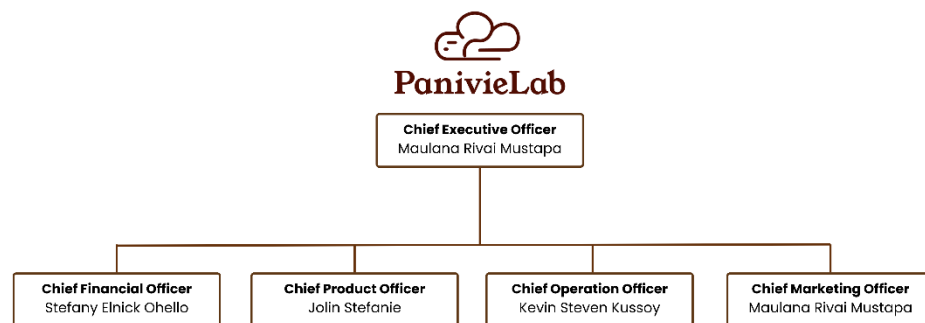 PanivieLab
Chief Executive Officer
Maulana Rivai Mustapa
Chief Financial Officer
Stefany Elnick Ohello
Chief Product Officer
Jolin Stefanie
Chief Operation Officer
Kevin Steven Kussoy
Chief Marketing Officer
Maulana Rivai Mustapa